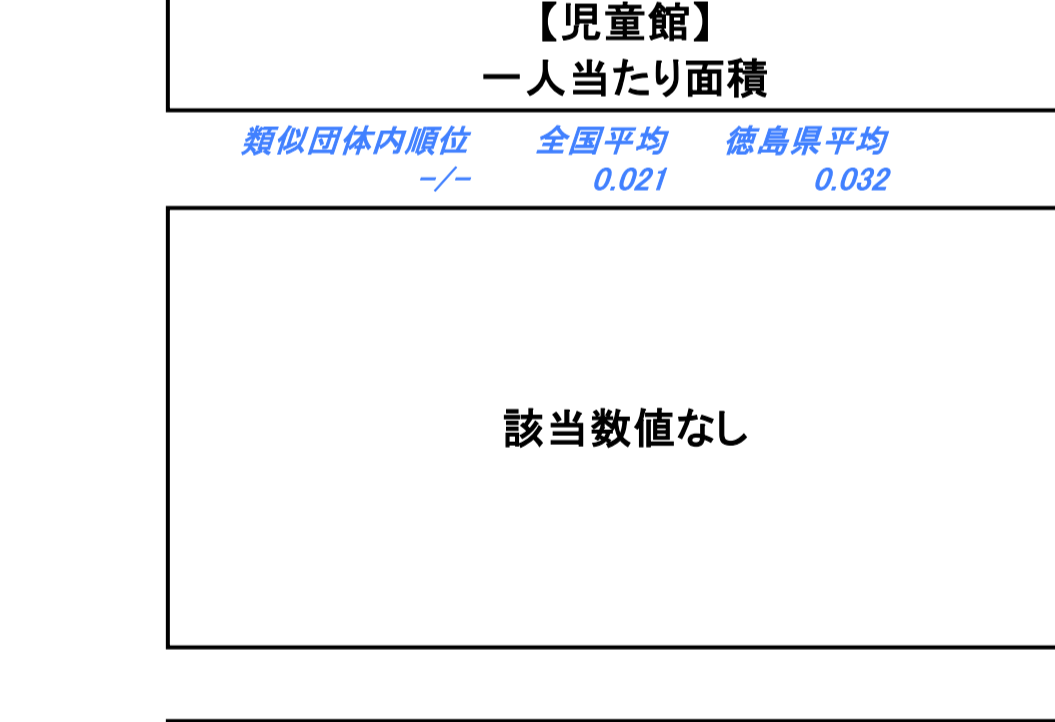 【児童館】
一人当たり面積
類似団体内順位 全国平均 徳島県平均
-/- 0.021 0.032
該当数値なし